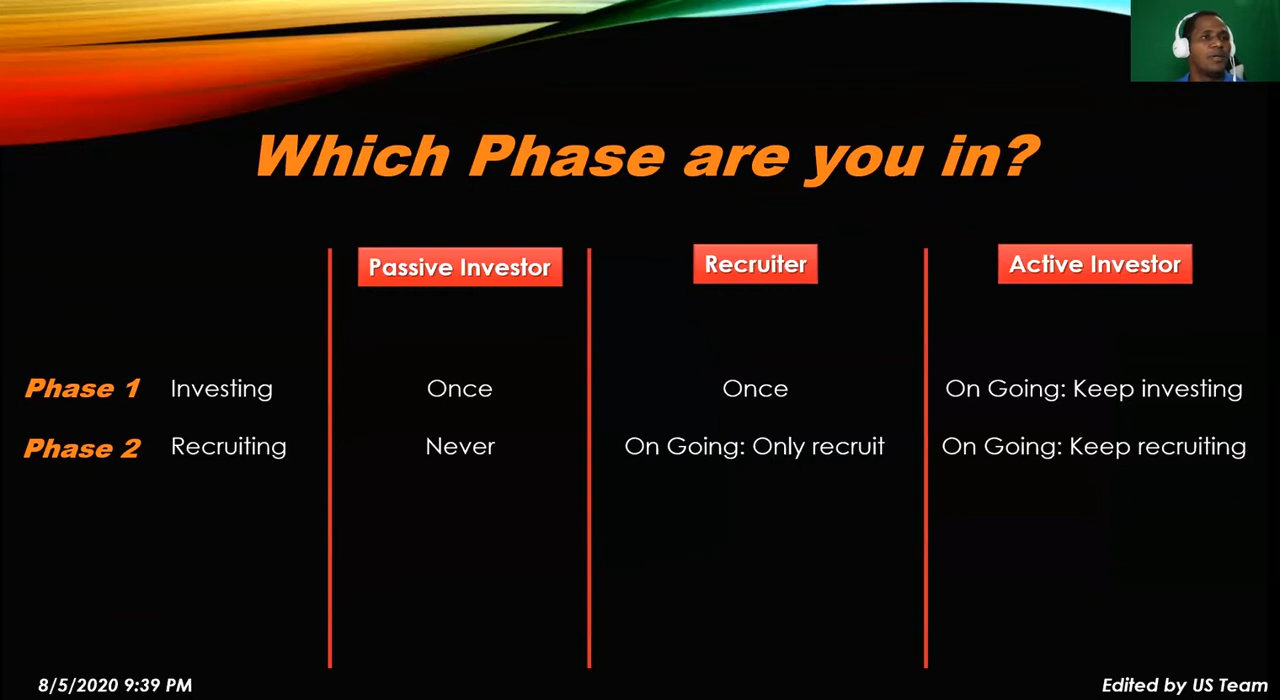 Which Phase are you in?
Passive Investor Recruiter Active Investor
Phase 1 Investing Once Once On Going: Keep investing
Phase 2 Recruiting Never On Going: Only recruit On Going: Keep recruiting
8/5/2020 9:39 PM Edited by US Team